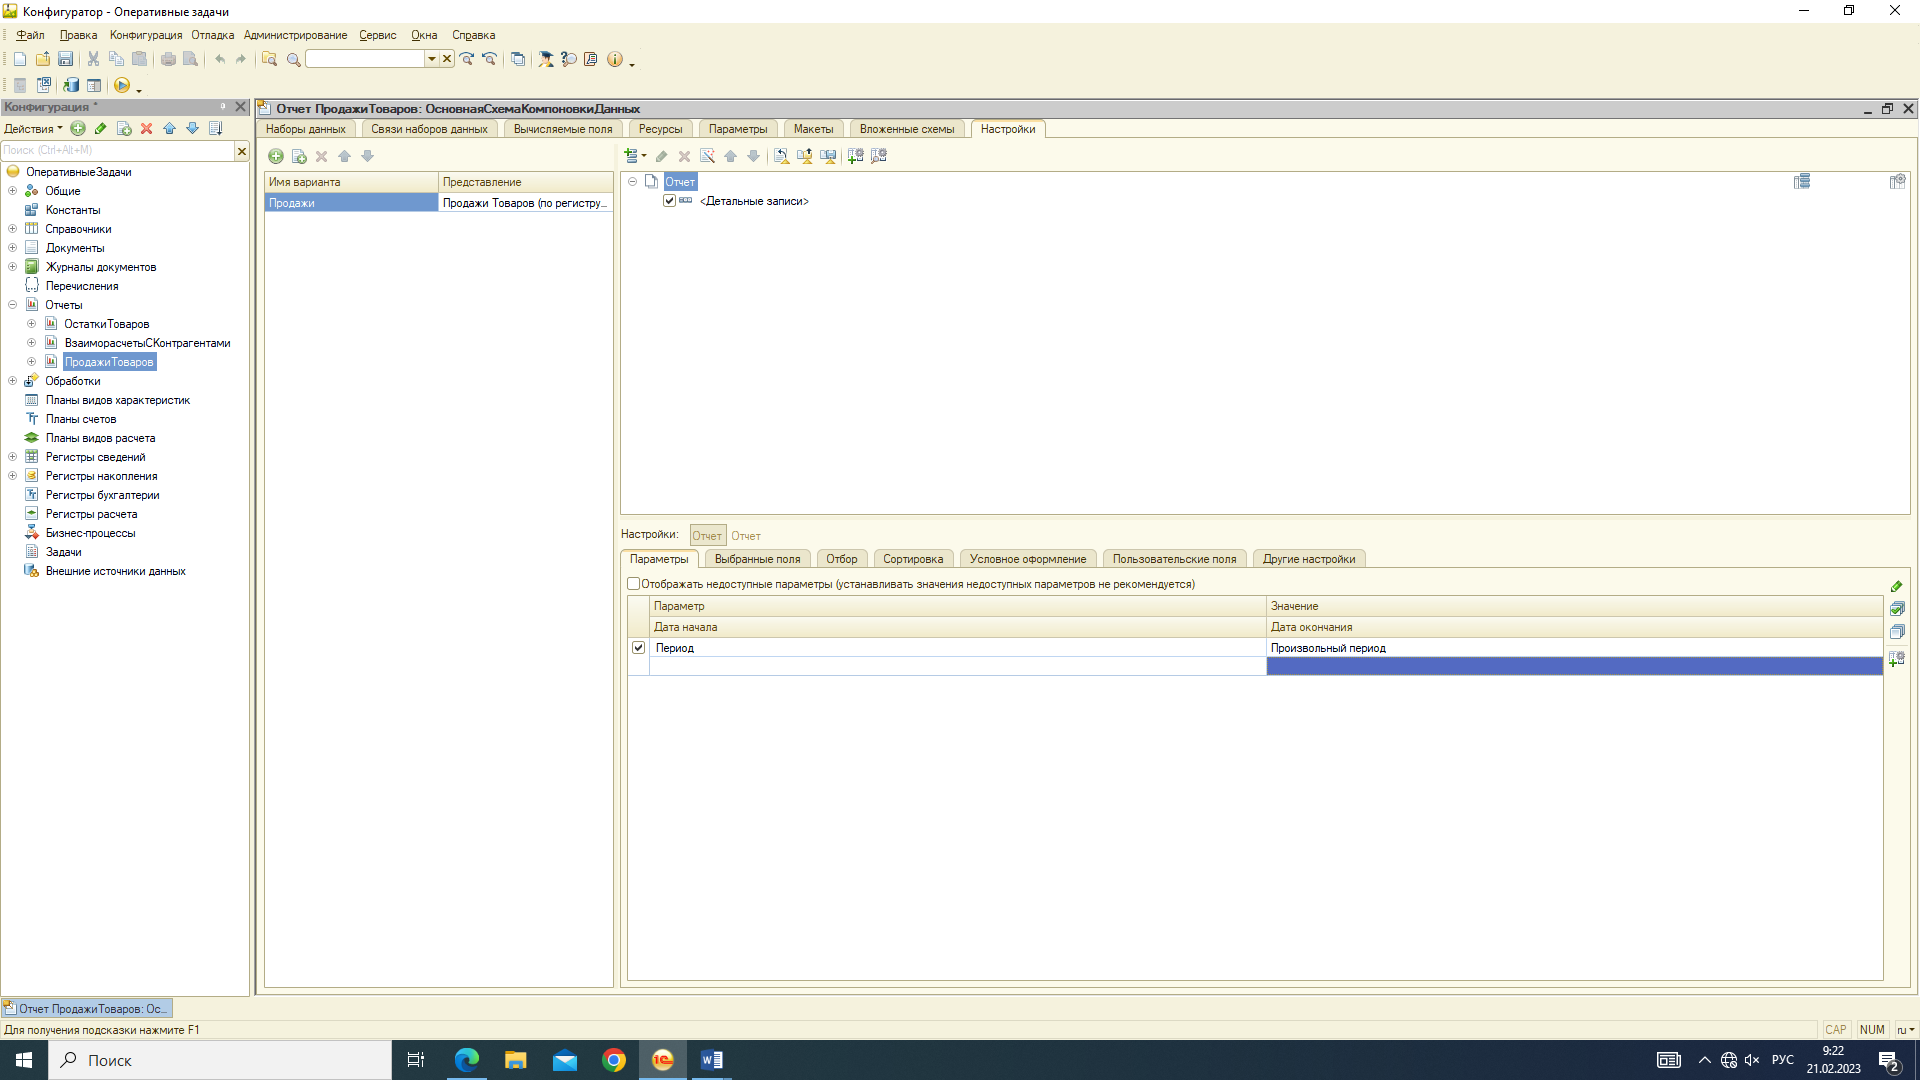 Конфигуратор - Оперативные задачи
Файл Правка Конфигурация Отладка Администрирование Сервис Окна Справка
Конфигурация *
Действия
Поиск (Ctrl+Alt+M)
ОперативныеЗадачи
Общие
Константы
Справочники
Документы
Журналы документов
Перечисления
Отчеты
ОстаткиТоваров
ВзаиморасчетыСКонтрагентами
ПродажиТоваров
Обработки
Планы видов характеристик
Планы счетов
Планы видов расчета
Регистры сведений
Регистры накопления
Регистры бухгалтерии
Регистры расчета
Бизнес-процессы
Задачи
Внешние источники данных
Отчет ПродажиТоваров: ОсновнаяСхемаКомпоновкиДанных
Наборы данных Связи наборов данных Вычисляемые поля Ресурсы Параметры Макеты Вложенные схемы Настройки
Имя варианта Представление
Продажи Продажи Товаров (по регистру...
Отчет
<Детальные записи>
Настройки: Отчет Отчет
Параметры Выбранные поля Отбор Сортировка Условное оформление Пользовательские поля Другие настройки
Отображать недоступные параметры (устанавливать значения недоступных параметров не рекомендуется)
Параметр Значение
Дата начала Дата окончания
Период Произвольный период
Отчет ПродажиТоваров: Ос...
Для получения подсказки нажмите F1
CAP NUM ru
Поиск
РУС
9:22
21.02.2023
2